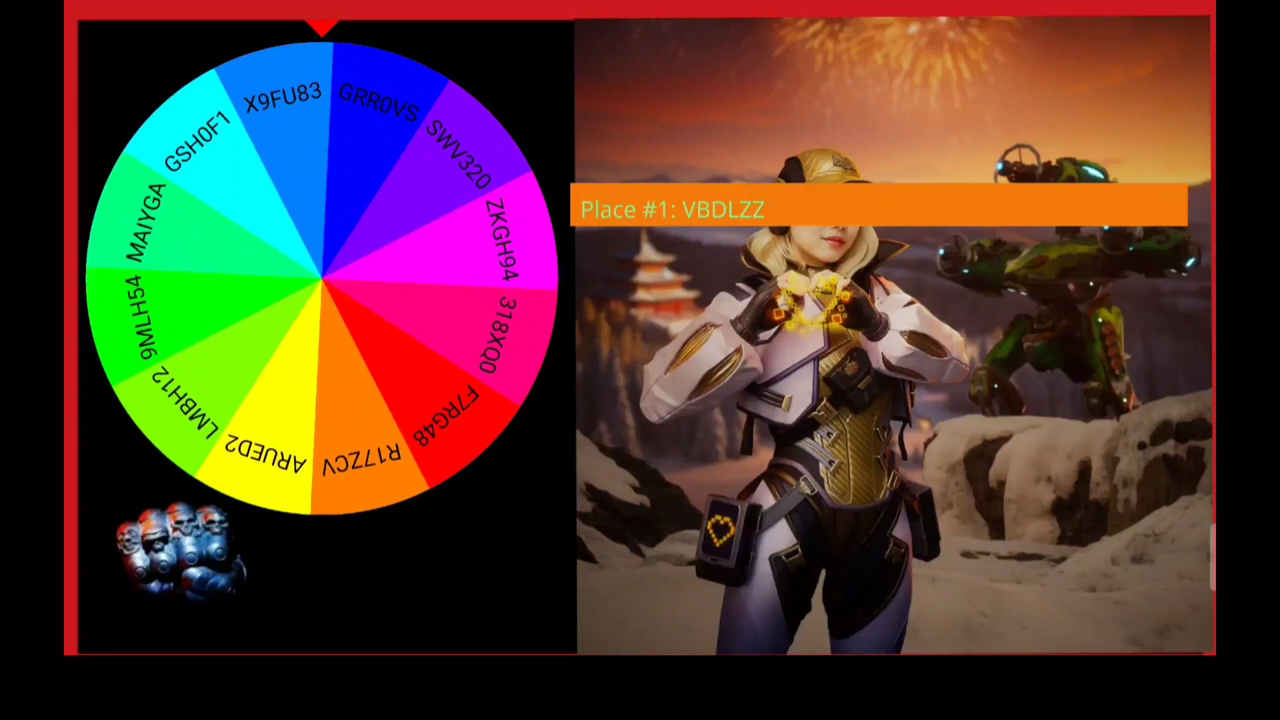 X9FU83
GRR0VS
SWV320
ZKGH94
318XQ0
F7RG48
R17ZCV
ARUED2
LMBH12
9MLH54
MAIYGA
GSH0F1
Place #1: VBDLZZ